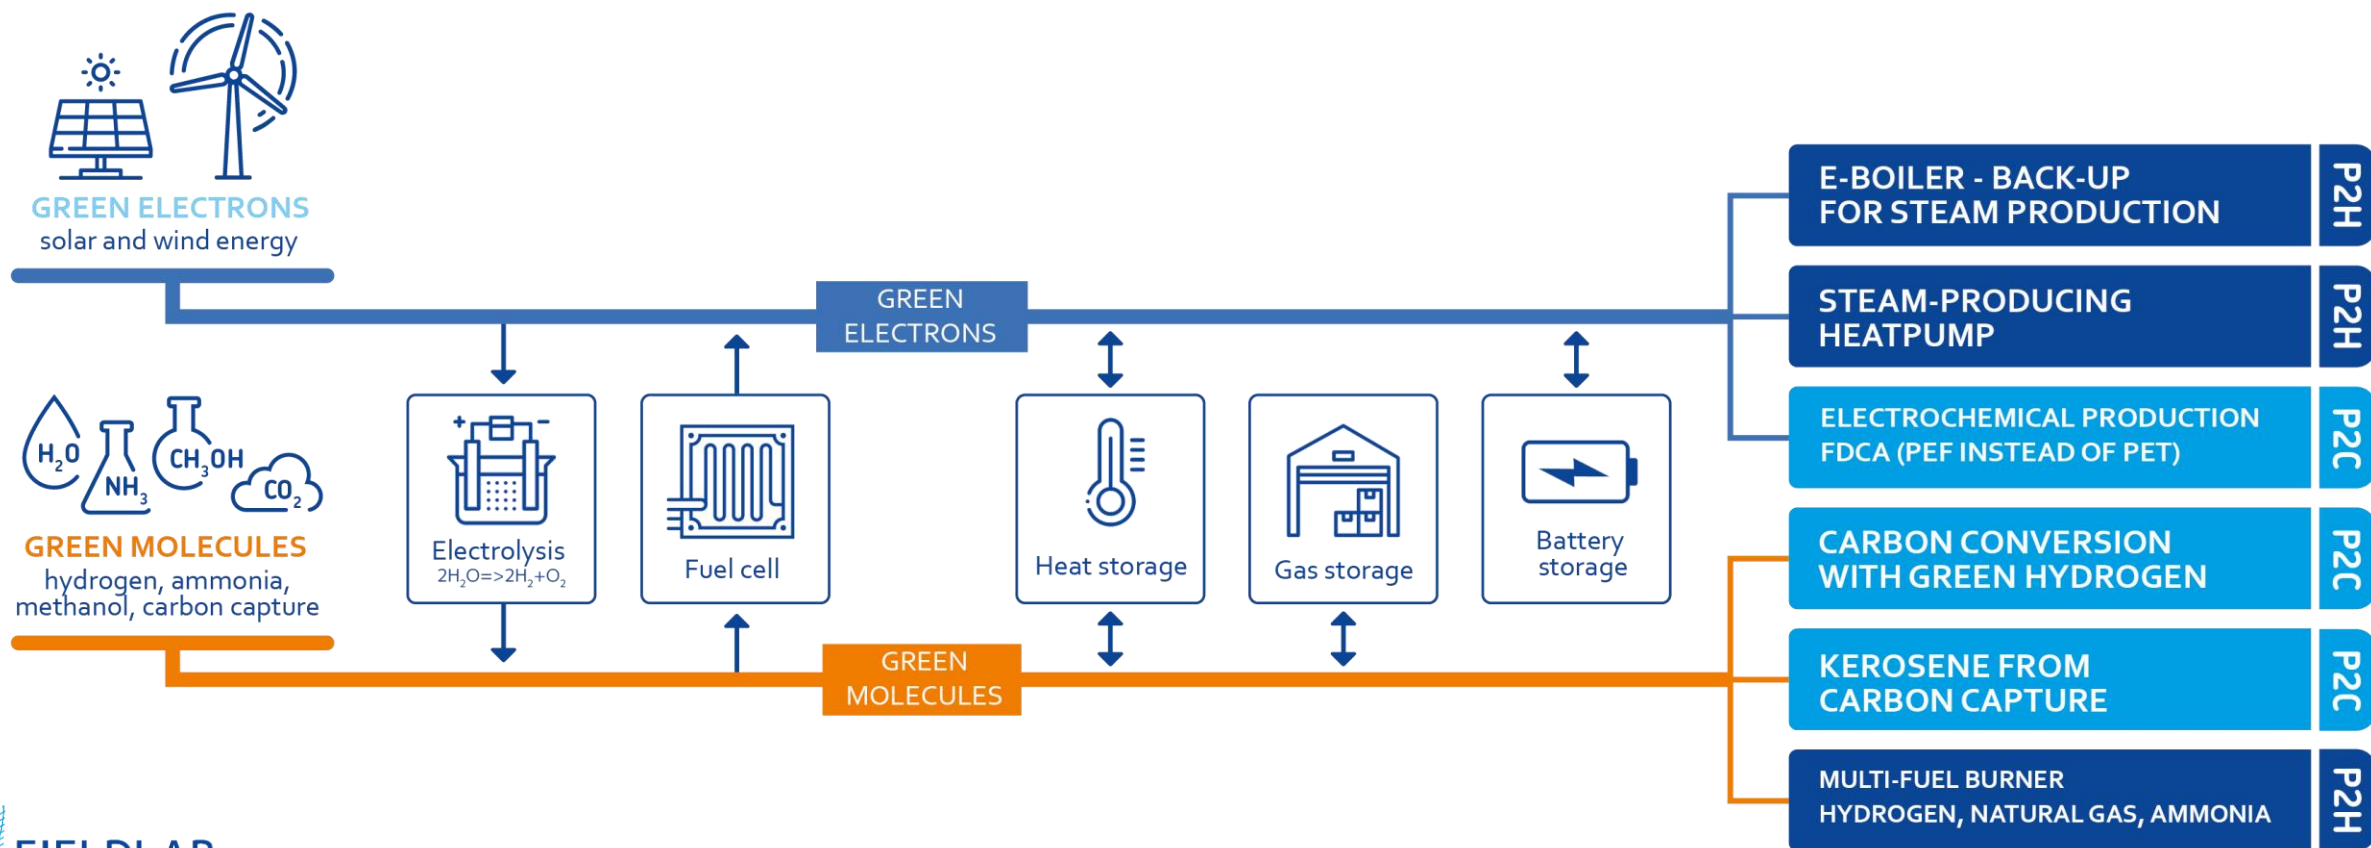 GREEN ELECTRONS
solar and wind energy
H₂O
NH₃
CH₃OH
CO₂
GREEN MOLECULES
hydrogen, ammonia,
methanol, carbon capture
GREEN
ELECTRONS
+ −
Electrolysis
2H₂O=>2H₂+O₂
Fuel cell
Heat storage
Gas storage
Battery
storage
GREEN
MOLECULES
E-BOILER - BACK-UP
FOR STEAM PRODUCTION
P2H
STEAM-PRODUCING
HEATPUMP
P2H
ELECTROCHEMICAL PRODUCTION
FDCA (PEF INSTEAD OF PET)
P2C
CARBON CONVERSION
WITH GREEN HYDROGEN
P2C
KEROSENE FROM
CARBON CAPTURE
P2C
MULTI-FUEL BURNER
HYDROGEN, NATURAL GAS, AMMONIA
P2H
FIELDLAB